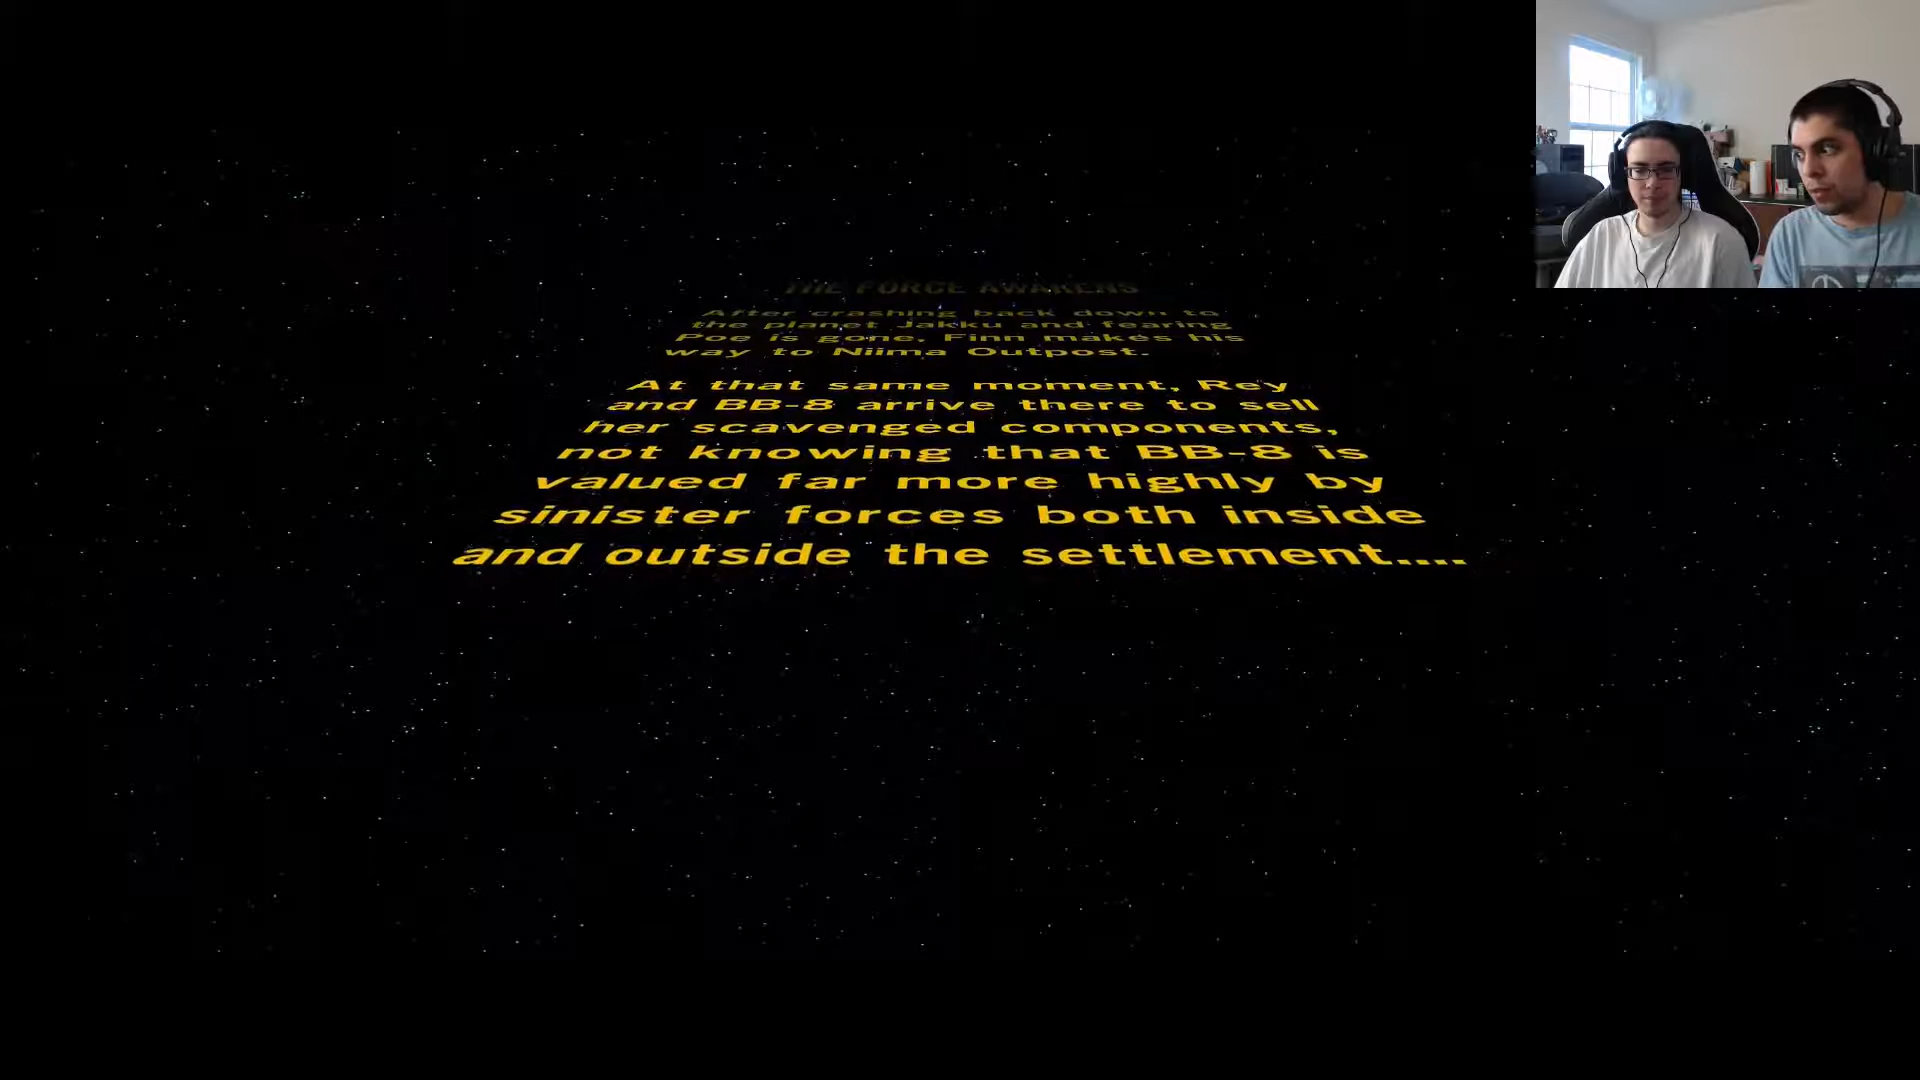 THE FORCE AWAKENS
After crashing back down to
the planet Jakku and fearing
Poe is gone, Finn makes his
way to Niima Outpost.
At that same moment, Rey
and BB-8 arrive there to sell
her scavenged components,
not knowing that BB-8 is
valued far more highly by
sinister forces both inside
and outside the settlement....